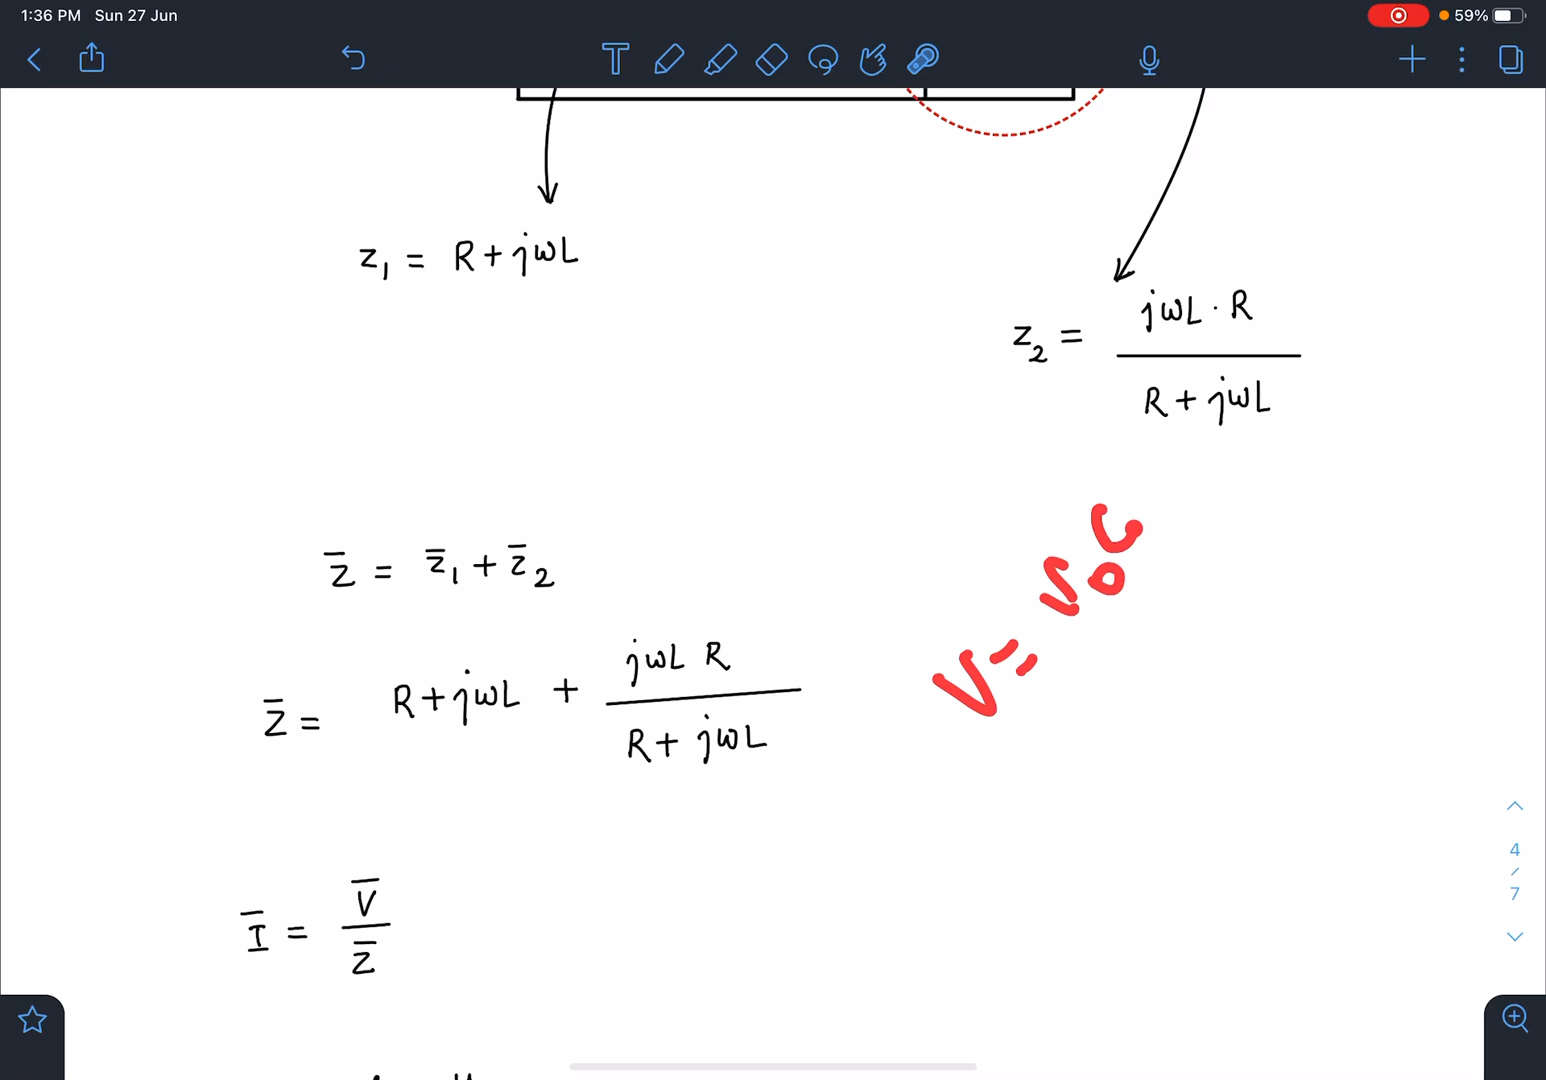 1:36 PM Sun 27 Jun 59%
z₁ = R + jωL
z₂ = jωL · R / R + jωL
z̄ = z̄₁ + z̄₂
z̄ = R + jωL + jωL R / R + jωL
V =
Ī = V̄ / z̄
4 / 7